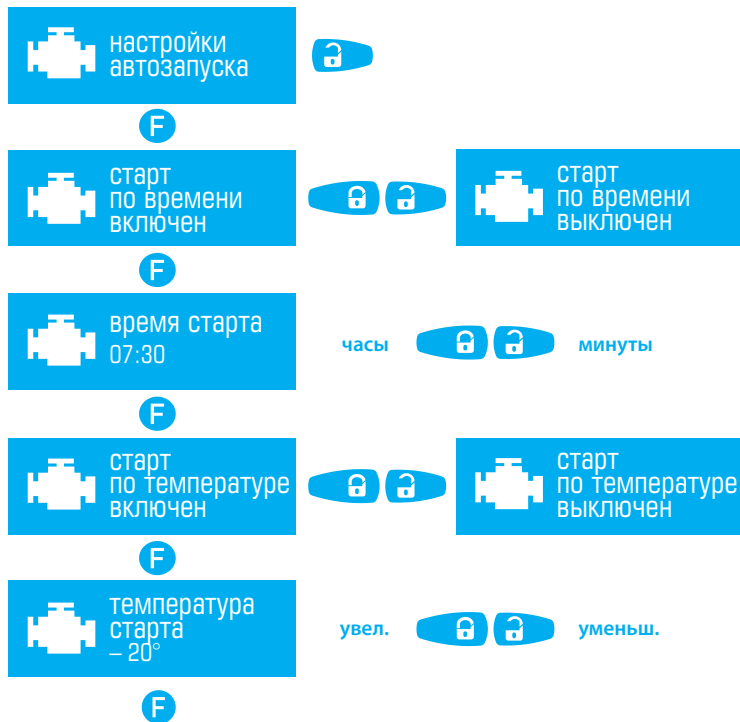 настройки
автозапуска
F
старт
по времени
включен
старт
по времени
выключен
F
время старта
07:30
часы
минуты
F
старт
по температуре
включен
старт
по температуре
выключен
F
температура
старта
– 20°
увел.
уменьш.
F